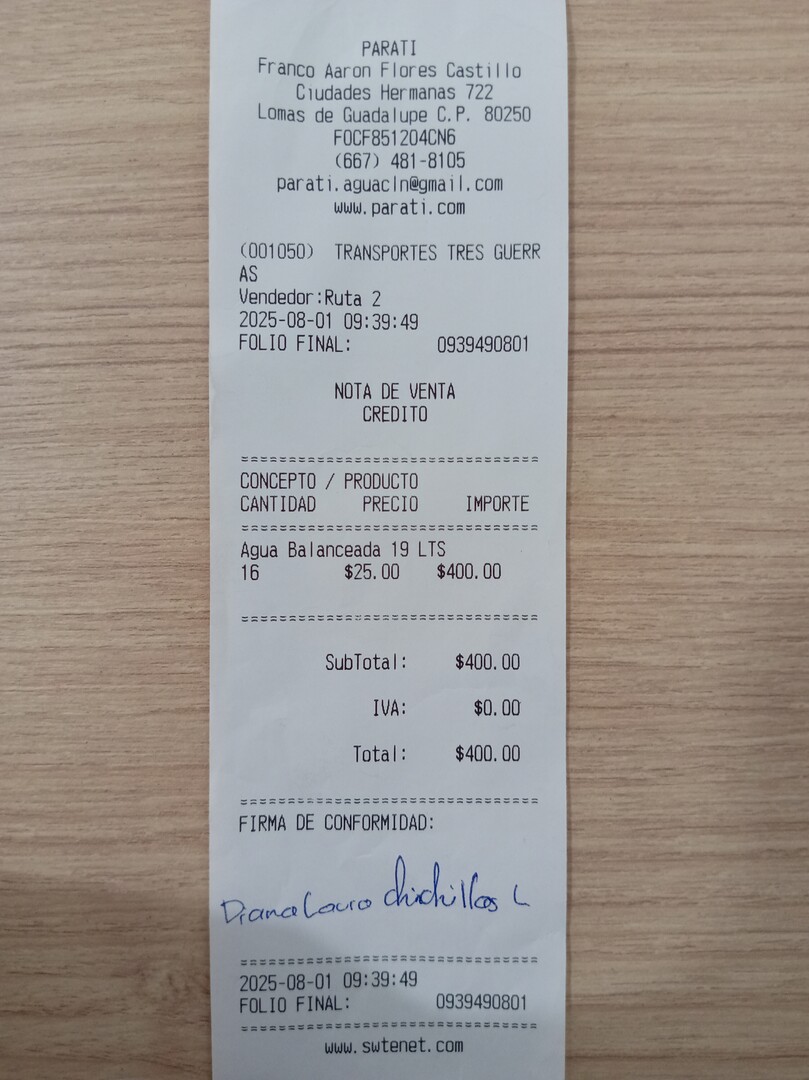 PARATI
Franco Aaron Flores Castillo
Ciudades Hermanas 722
Lomas de Guadalupe C.P. 80250
FOCF851204CN6
(667) 481-8105
parati.aguacln@gmail.com
www.parati.com
(001050) TRANSPORTES TRES GUERR
AS
Vendedor:Ruta 2
2025-08-01 09:39:49
FOLIO FINAL: 0939490801
NOTA DE VENTA
CREDITO
===============================
CONCEPTO / PRODUCTO
CANTIDAD PRECIO IMPORTE
===============================
Agua Balanceada 19 LTS
16 $25.00 $400.00
===============================
SubTotal: $400.00
IVA: $0.00
Total: $400.00
===============================
FIRMA DE CONFORMIDAD:
Diana Laura L
===============================
2025-08-01 09:39:49
FOLIO FINAL: 0939490801
===============================
www.swtenet.com